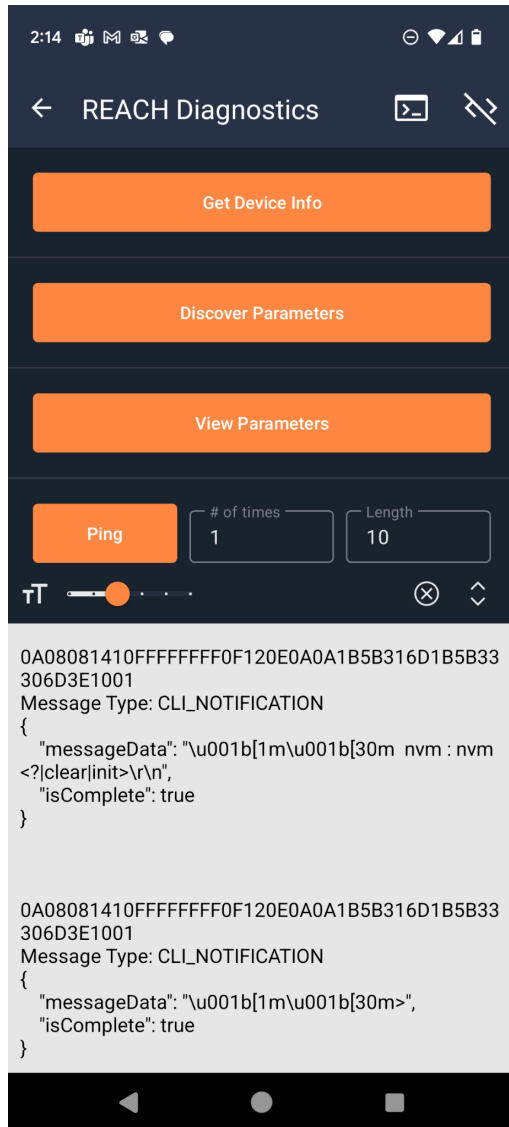 2:14
REACH Diagnostics
Get Device Info
Discover Parameters
View Parameters
Ping
# of times
1
Length
10
TT
0A08081410FFFFFFFF0F120E0A0A1B5B316D1B5B33
306D3E1001
Message Type: CLI_NOTIFICATION
{
"messageData": "\u001b[1m\u001b[30m  nvm : nvm
<?|clear|init>\r\n",
"isComplete": true
}
0A08081410FFFFFFFF0F120E0A0A1B5B316D1B5B33
306D3E1001
Message Type: CLI_NOTIFICATION
{
"messageData": "\u001b[1m\u001b[30m>",
"isComplete": true
}